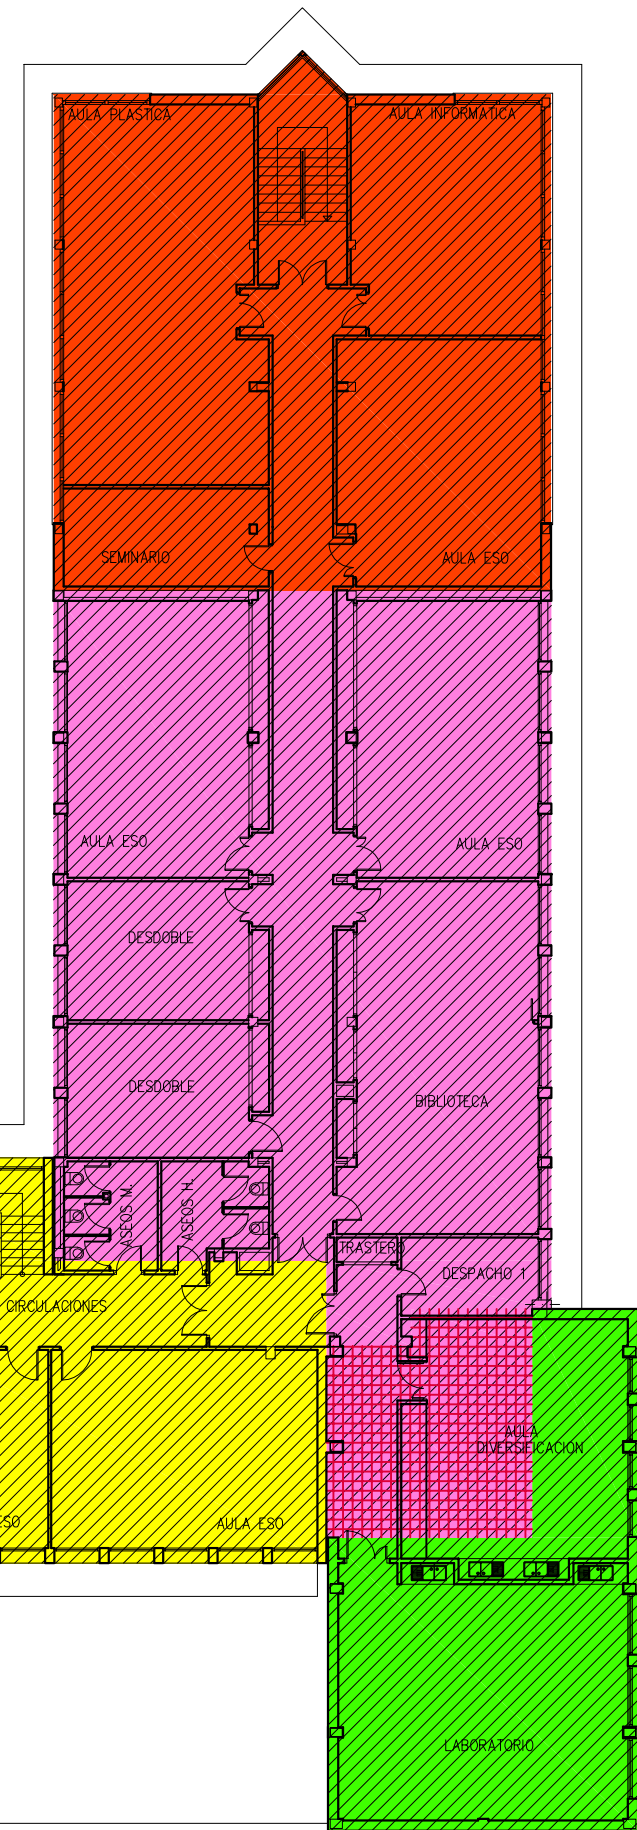 AULA PLASTICA
AULA INFORMATICA
SEMINARIO
AULA ESO
AULA ESO
AULA ESO
DESDOBLE
DESDOBLE
BIBLIOTECA
ASEOS M.
ASEOS H.
TRASTERO
DESPACHO 1
CIRCULACIONES
AULA
DIVERSIFICACION
ESO
AULA ESO
LABORATORIO